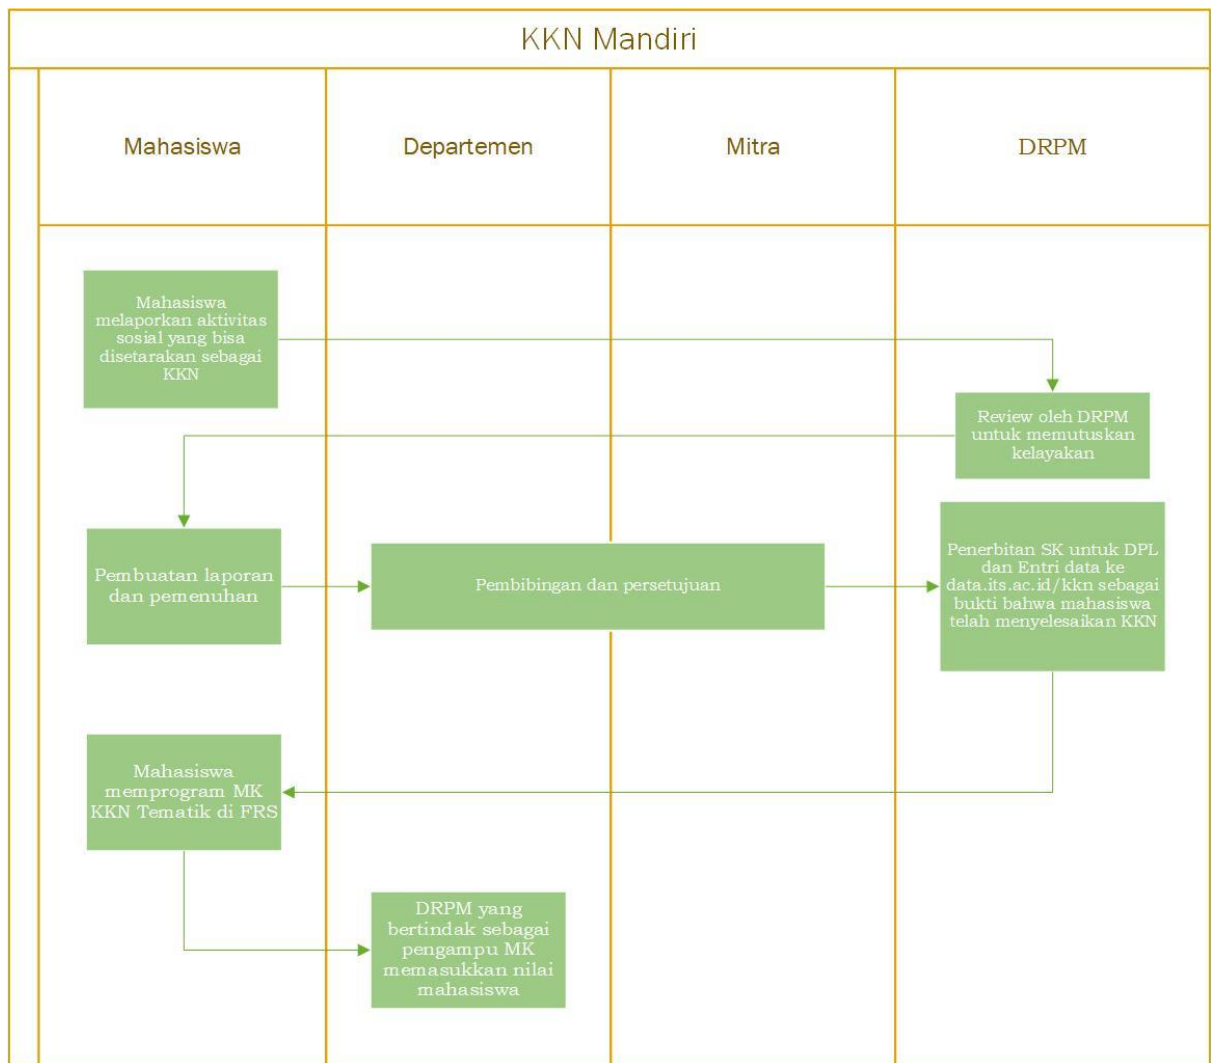 KKN Mandiri
Mahasiswa
Departemen
Mitra
DRPM
Mahasiswa
melaporkan aktivitas
sosial yang bisa
disetarakan sebagai
KKN
Review oleh DRPM
untuk memutuskan
kelayakan
Pembuatan laporan
dan pemenuhan
Pembibingan dan persetujuan
Penerbitan SK untuk DPL
dan Entri data ke
data.its.ac.id/kkn sebagai
bukti bahwa mahasiswa
telah menyelesaikan KKN
Mahasiswa
memprogram MK
KKN Tematik di FRS
DRPM yang
bertindak sebagai
pengampu MK
memasukkan nilai
mahasiswa